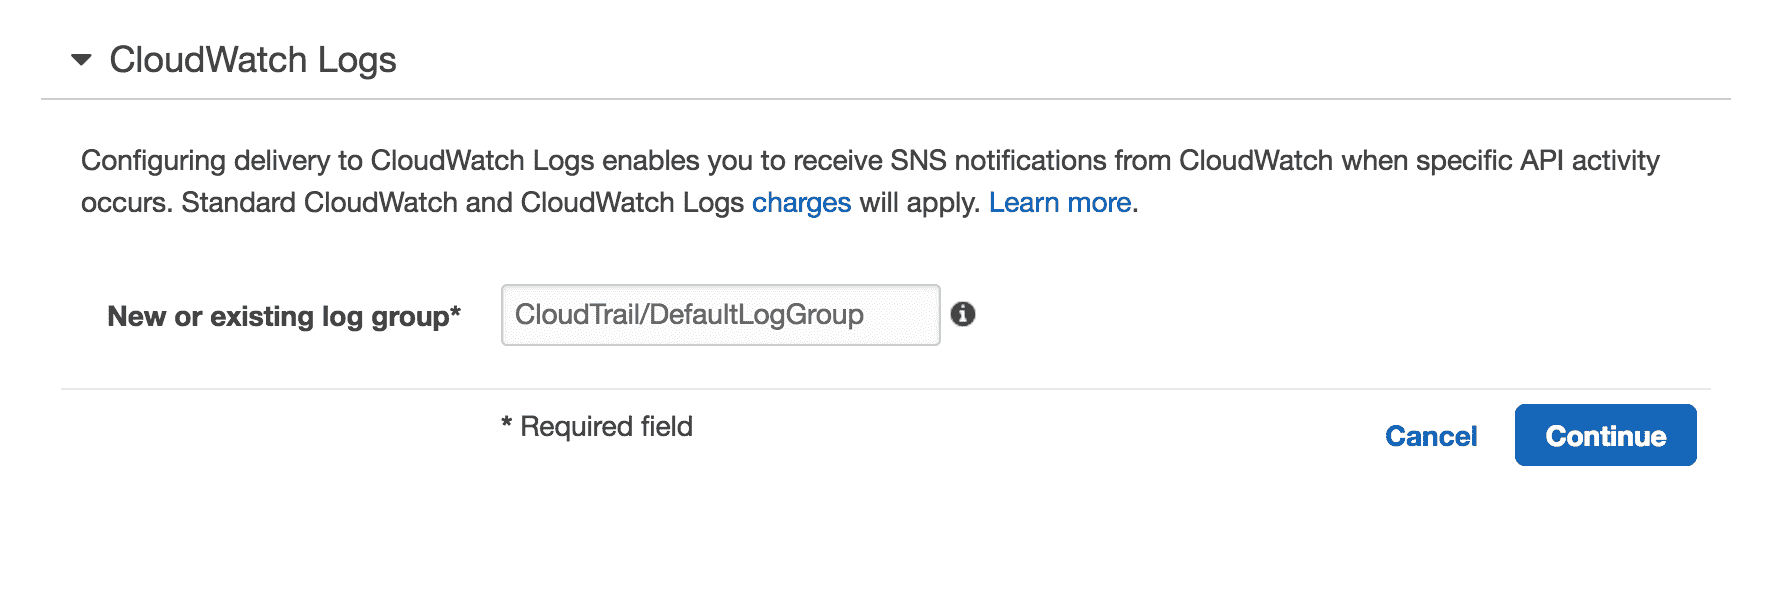 CloudWatch Logs
Configuring delivery to CloudWatch Logs enables you to receive SNS notifications from CloudWatch when specific API activity
occurs. Standard CloudWatch and CloudWatch Logs charges will apply. Learn more.
New or existing log group* CloudTrail/DefaultLogGroup
* Required field
Cancel Continue